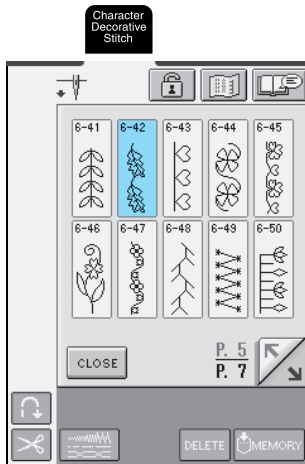 Character
Decorative
Stitch
6-41 6-42 6-43 6-44 6-45
6-46 6-47 6-48 6-49 6-50
CLOSE
P. 5
P. 7
DELETE MEMORY